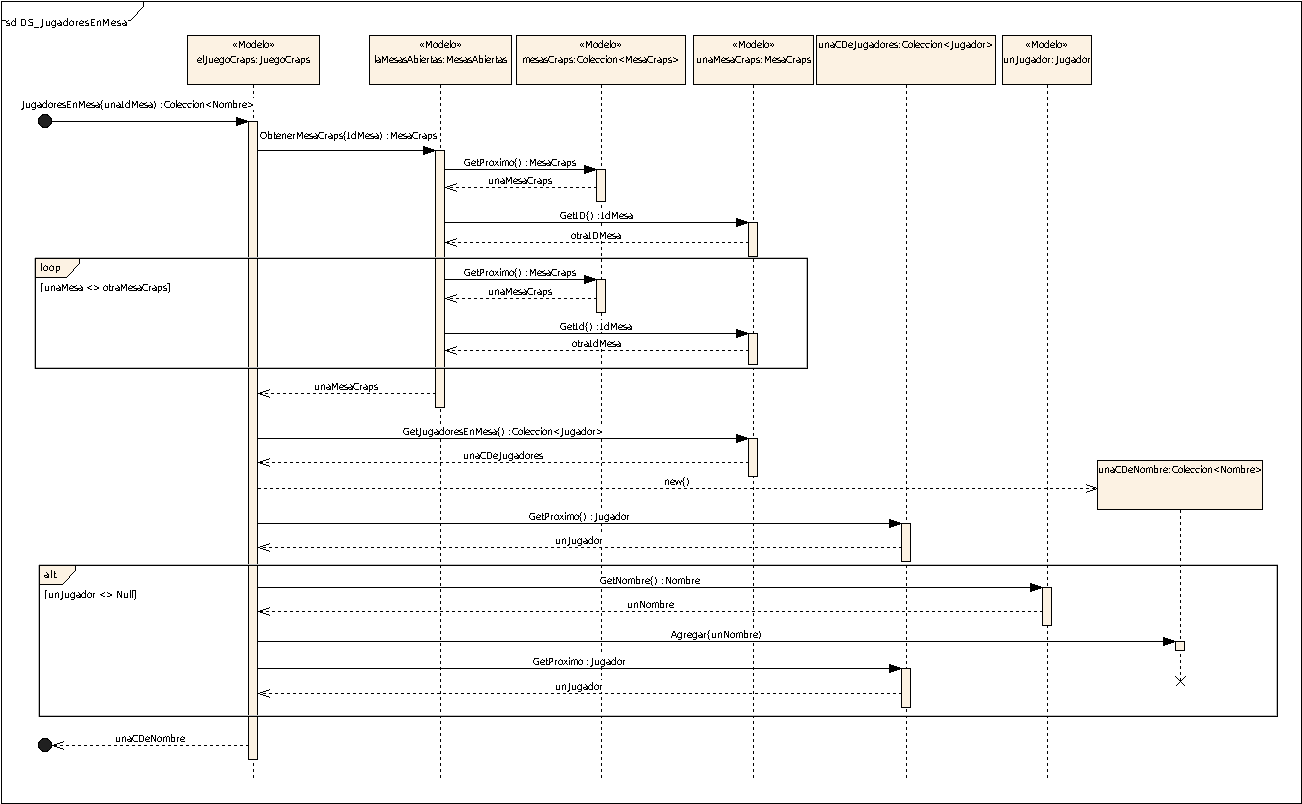 sd DS_JugadoresEnMesa
«Modelo»
elJuegoCraps: JuegoCraps
«Modelo»
laMesasAbiertas: MesasAbiertas
«Modelo»
mesasCraps: Coleccion<MesaCraps>
«Modelo»
unaMesaCraps: MesaCraps
unaCDeJugadores:Coleccion<Jugador>
«Modelo»
unJugador: Jugador
JugadoresEnMesa(unaIdMesa) :Coleccion<Nombre>
ObtenerMesaCraps(IdMesa) : MesaCraps
GetProximo() : MesaCraps
unaMesaCraps
GetID() : IdMesa
otraIDMesa
loop
[unaMesa <> otraMesaCraps]
GetProximo() : MesaCraps
unaMesaCraps
GetId() : IdMesa
otraIdMesa
unaMesaCraps
GetJugadoresEnMesa() :Coleccion<Jugador>
unaCDeJugadores
unaCDeNombre:Coleccion<Nombre>
new()
GetProximo() : Jugador
unJugador
alt
[unJugador <> Null]
GetNombre() : Nombre
unNombre
Agregar(unNombre)
GetProximo : Jugador
unJugador
unaCDeNombre